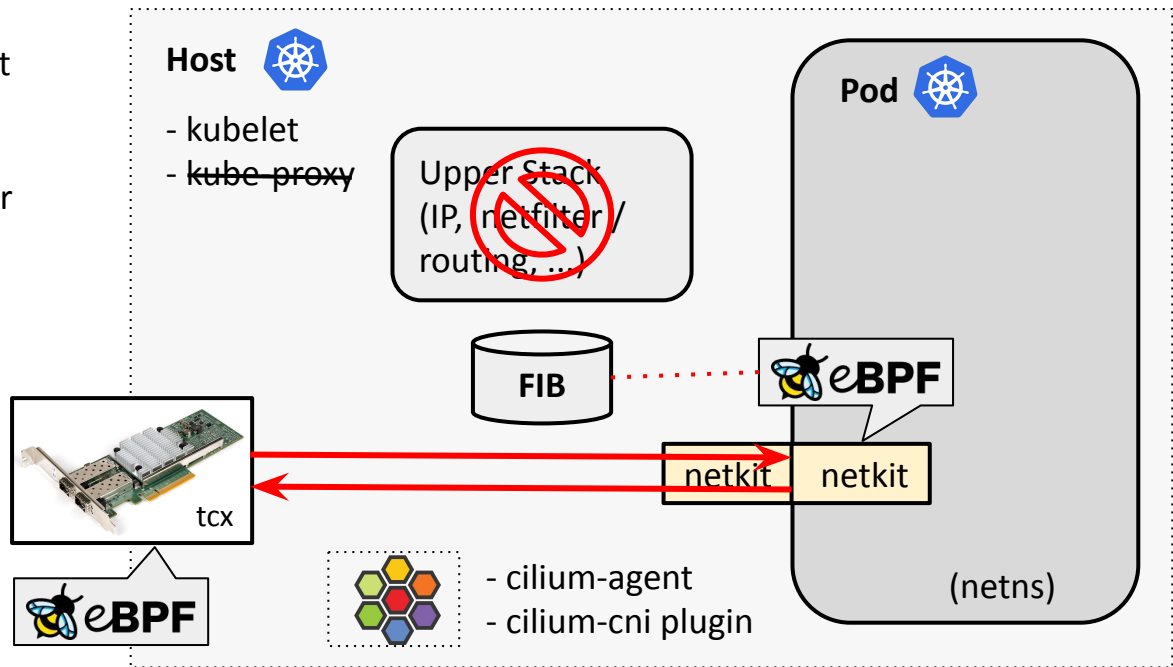 t
r
Host
- kubelet
- kube-proxy
Upper Stack
(IP, netfilter /
routing, ...)
Pod
FIB
eBPF
netkit
netkit
tcx
eBPF
- cilium-agent
- cilium-cni plugin
(netns)